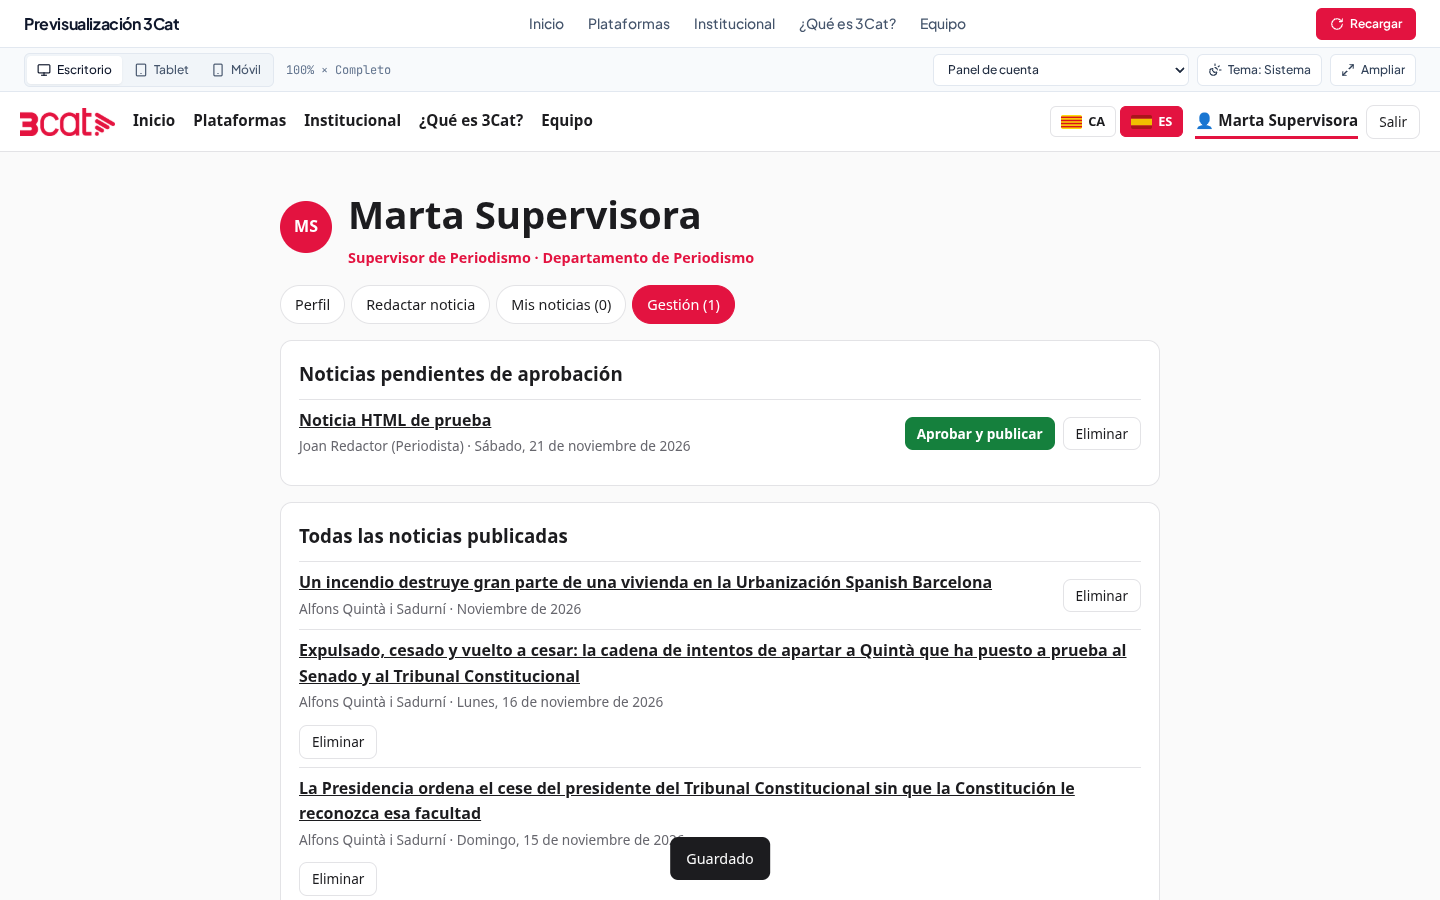 Previsualización 3Cat
Inicio
Plataformas
Institucional
¿Qué es 3Cat?
Equipo
Recargar
Escritorio
Tablet
Móvil
100% × Completo
Panel de cuenta
Tema: Sistema
Ampliar
3cat
Inicio
Plataformas
Institucional
¿Qué es 3Cat?
Equipo
CA
ES
Marta Supervisora
Salir
MS
Marta Supervisora
Supervisor de Periodismo · Departamento de Periodismo
Perfil
Redactar noticia
Mis noticias (0)
Gestión (1)
Noticias pendientes de aprobación
Noticia HTML de prueba
Joan Redactor (Periodista) · Sábado, 21 de noviembre de 2026
Aprobar y publicar
Eliminar
Todas las noticias publicadas
Un incendio destruye gran parte de una vivienda en la Urbanización Spanish Barcelona
Alfons Quintà i Sadurní · Noviembre de 2026
Eliminar
Expulsado, cesado y vuelto a cesar: la cadena de intentos de apartar a Quintà que ha puesto a prueba al
Senado y al Tribunal Constitucional
Alfons Quintà i Sadurní · Lunes, 16 de noviembre de 2026
Eliminar
La Presidencia ordena el cese del presidente del Tribunal Constitucional sin que la Constitución le
reconozca esa facultad
Alfons Quintà i Sadurní · Domingo, 15 de noviembre de 2026
Guardado
Eliminar